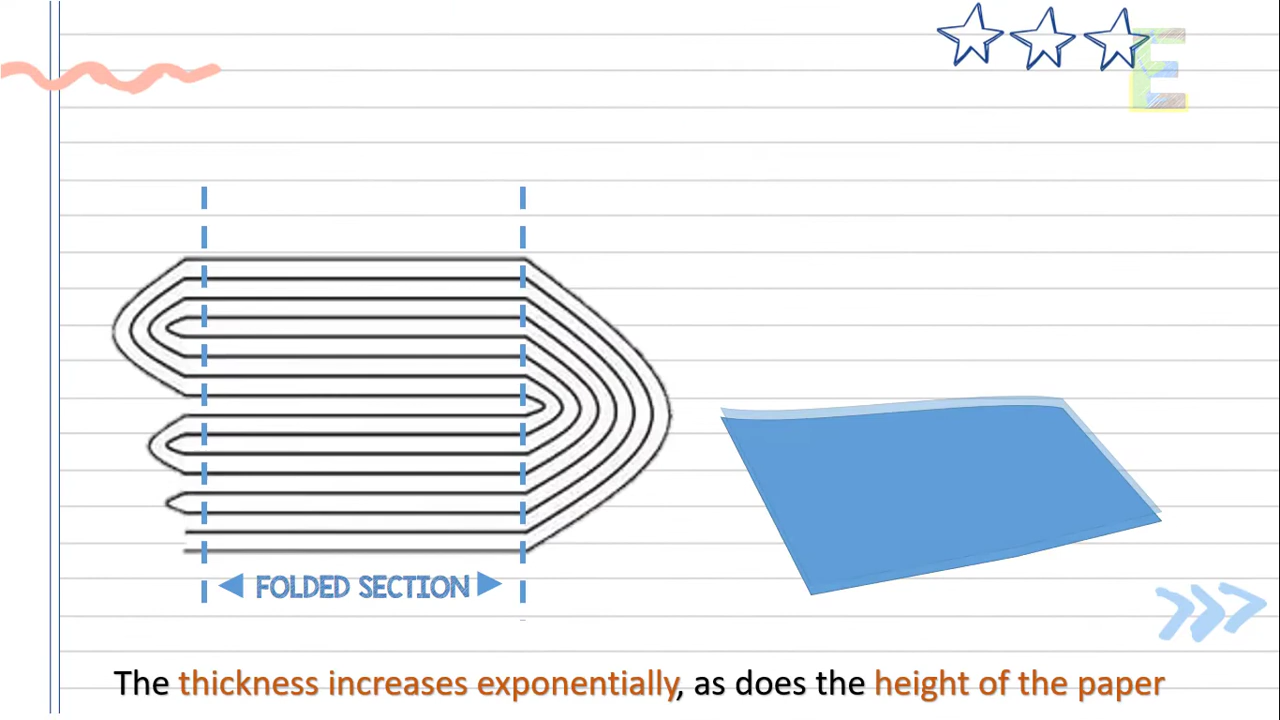 E
FOLDED SECTION
The thickness increases exponentially, as does the height of the paper